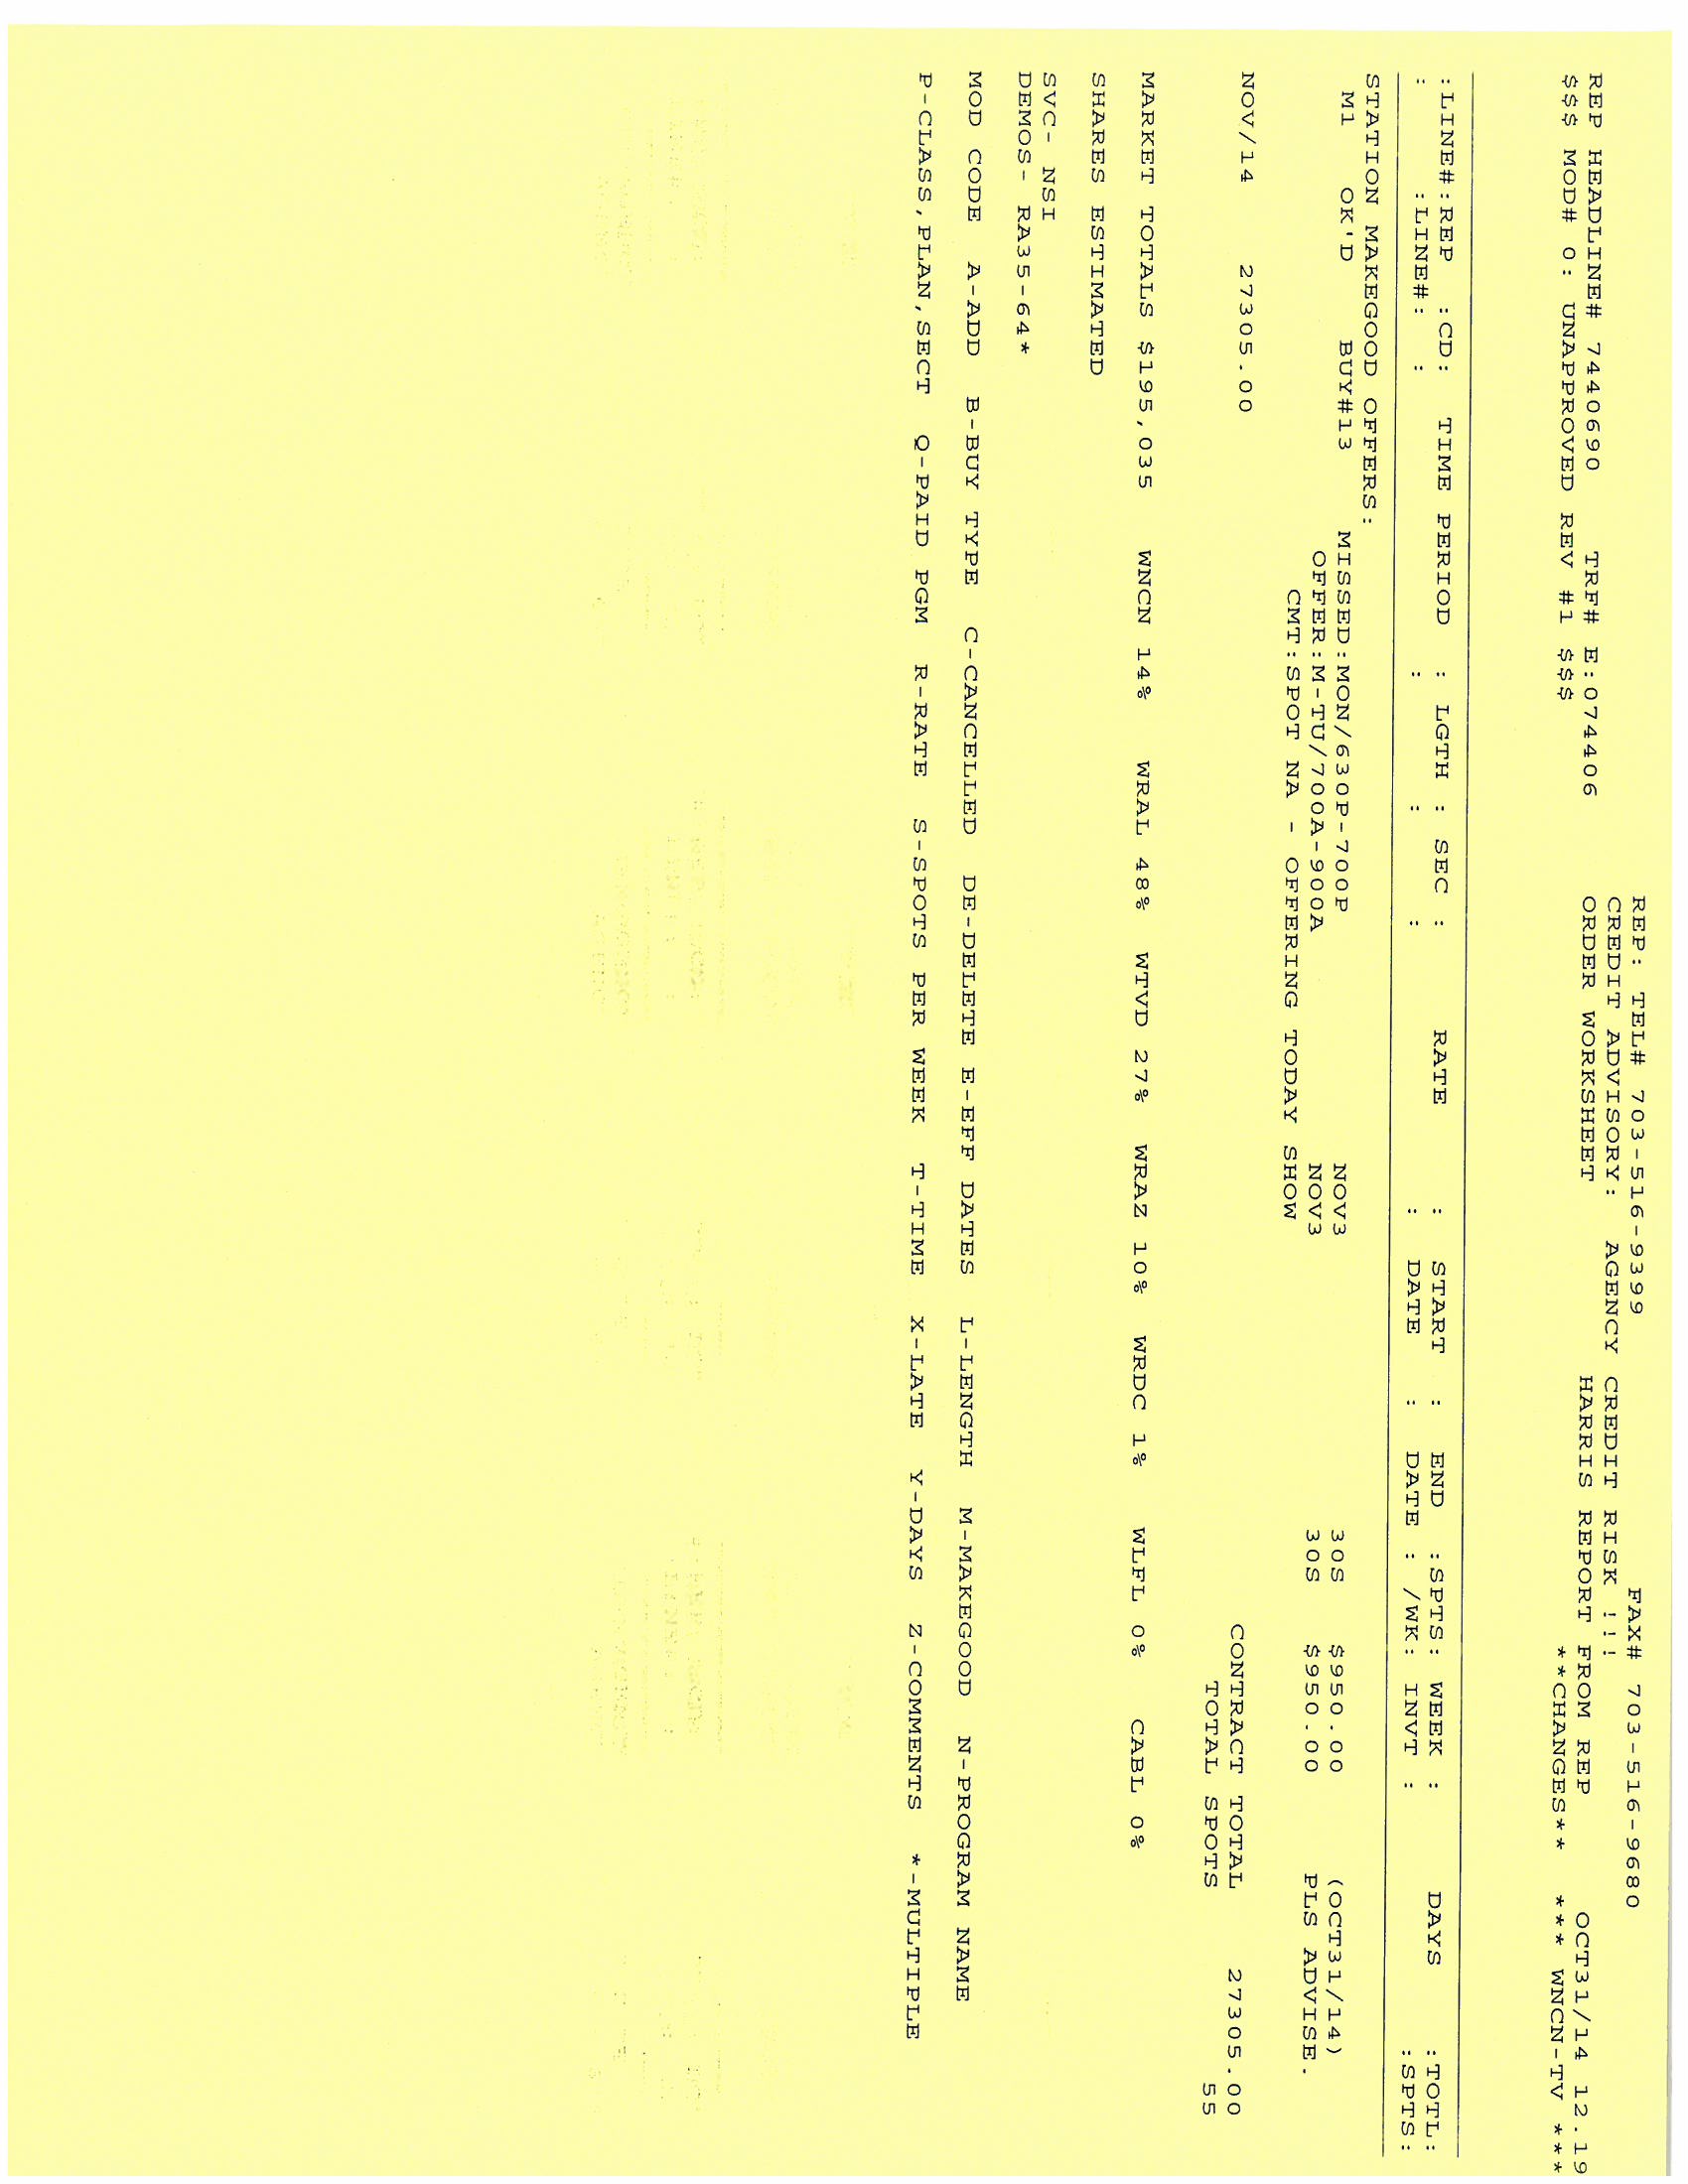 REP: TEL# 703-516-9399 FAX# 703-516-9680
CREDIT ADVISORY: AGENCY CREDIT RISK !!!
REP HEADLINE# 7440690 TRF# E:074406 ORDER WORKSHEET HARRIS REPORT FROM REP OCT31/14 12.19
$$$ MOD# 0: UNAPPROVED REV #1 $$$ **CHANGES** *** WNCN-TV ***
:LINE#:REP :CD: TIME PERIOD : LGTH : SEC : RATE : START : END :SPTS: WEEK : DAYS :TOTL:
: :LINE#: : : : : : DATE : DATE : /WK: INVT : :SPTS:
STATION MAKEGOOD OFFERS:
M1 OK'D BUY#13 MISSED:MON/630P-700P NOV3 30S $950.00 (OCT31/14)
OFFER:M-TU/700A-900A NOV3 30S $950.00 PLS ADVISE.
CMT:SPOT NA - OFFERING TODAY SHOW
NOV/14 27305.00 CONTRACT TOTAL 27305.00
TOTAL SPOTS 55
MARKET TOTALS $195,035 WNCN 14% WRAL 48% WTVD 27% WRAZ 10% WRDC 1% WLFL 0% CABL 0%
SHARES ESTIMATED
SVC- NSI
DEMOS- RA35-64*
MOD CODE A-ADD B-BUY TYPE C-CANCELLED DE-DELETE E-EFF DATES L-LENGTH M-MAKEGOOD N-PROGRAM NAME
P-CLASS,PLAN,SECT Q-PAID PGM R-RATE S-SPOTS PER WEEK T-TIME X-LATE Y-DAYS Z-COMMENTS *-MULTIPLE